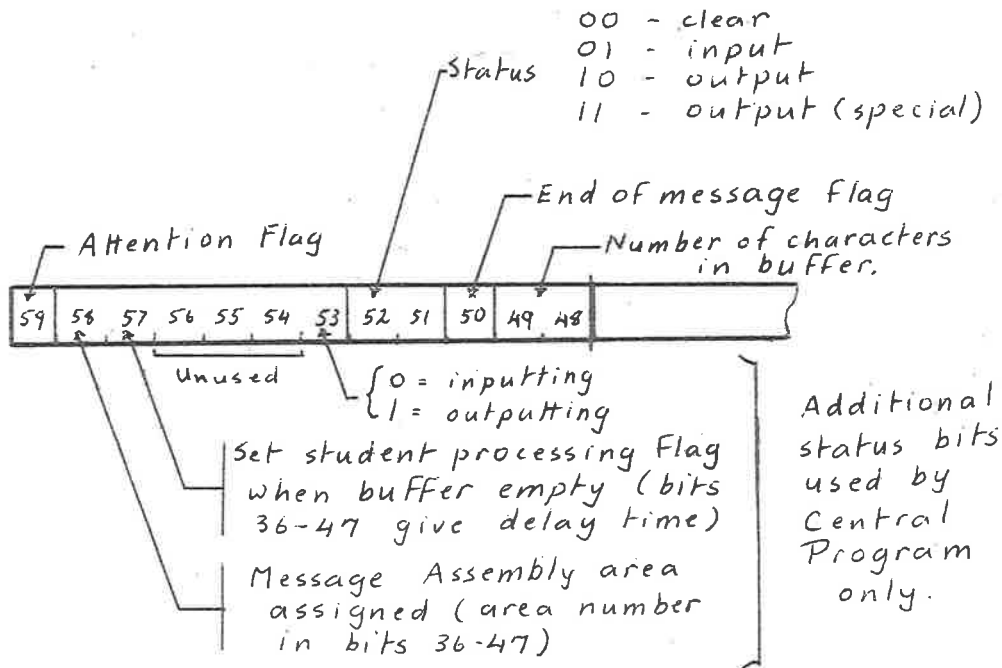 00 - clear
01 - input
10 - output
11 - output (special)
Status
End of message flag
Attention Flag
Number of characters
in buffer.
59 58 57 56 55 54 53 52 51 50 49 48
Unused
0 = inputting
1 = outputting
Set student processing flag
when buffer empty (bits
36-47 give delay time)
Message Assembly area
assigned (area number
in bits 36-47)
Additional
status bits
used by
Central
Program
only.